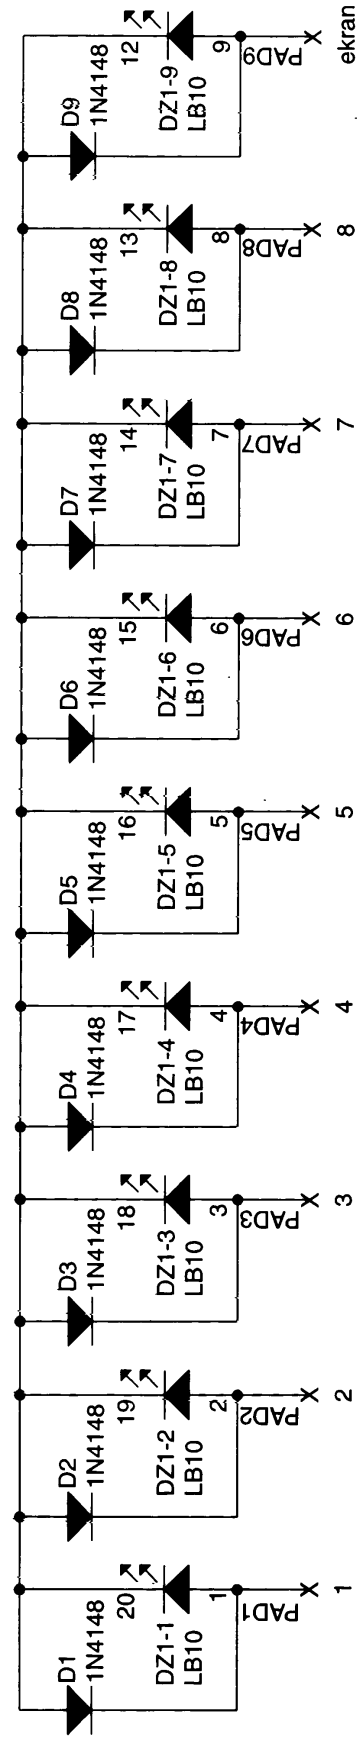 D1
1N4148
20
DZ1-1
LB10
1
PAD1
1
D2
1N4148
19
DZ1-2
LB10
2
PAD2
2
D3
1N4148
18
DZ1-3
LB10
3
PAD3
3
D4
1N4148
17
DZ1-4
LB10
4
PAD4
4
D5
1N4148
16
DZ1-5
LB10
5
PAD5
5
D6
1N4148
15
DZ1-6
LB10
6
PAD6
6
D7
1N4148
14
DZ1-7
LB10
7
PAD7
7
D8
1N4148
13
DZ1-8
LB10
8
PAD8
8
D9
1N4148
12
DZ1-9
LB10
9
PAD9
ekran